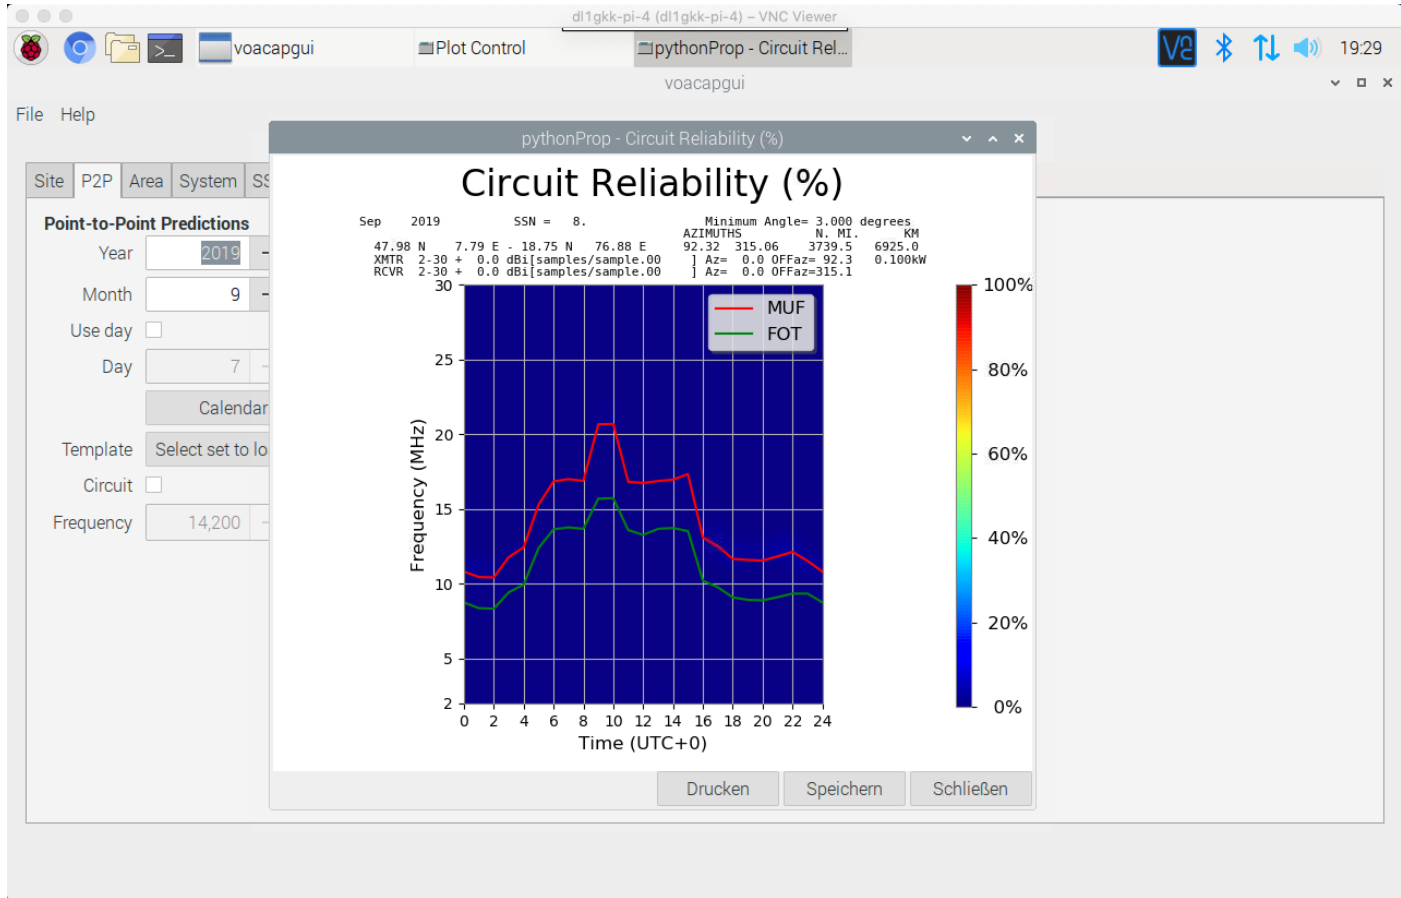 dl1gkk-pi-4 (dl1gkk-pi-4) – VNC Viewer
voacapgui
Plot Control
pythonProp - Circuit Rel...
19:29
voacapgui
File Help
Site P2P Area System
Point-to-Point Predictions
Year 2019
Month 9
Use day
Day 7
Calendar
Template Select set to lo
Circuit
Frequency 14,200
pythonProp - Circuit Reliability (%)
Circuit Reliability (%)
Sep 2019 SSN = 8. Minimum Angle= 3.000 degrees
AZIMUTHS N. MI. KM
47.98 N 7.79 E - 18.75 N 76.88 E 92.32 315.06 3739.5 6925.0
XMTR 2-30 + 0.0 dBi[samples/sample.00 ] Az= 0.0 OFFaz= 92.3 0.100kW
RCVR 2-30 + 0.0 dBi[samples/sample.00 ] Az= 0.0 OFFaz=315.1
MUF
FOT
30
25
20
15
10
5
2
Frequency (MHz)
0 2 4 6 8 10 12 14 16 18 20 22 24
Time (UTC+0)
100%
80%
60%
40%
20%
0%
Drucken Speichern Schließen